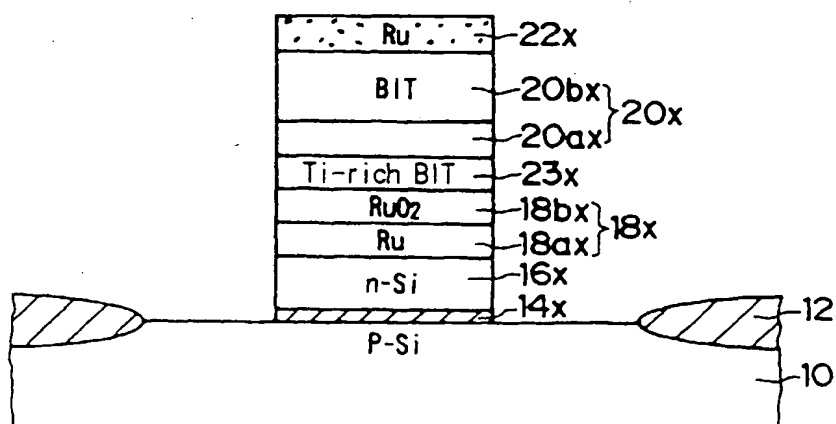 Ru 22x
BIT 20bx
20x
20ax
Ti-rich BIT 23x
RuO2 18bx
18x
Ru 18ax
n-Si 16x
14x
12
P-Si
10